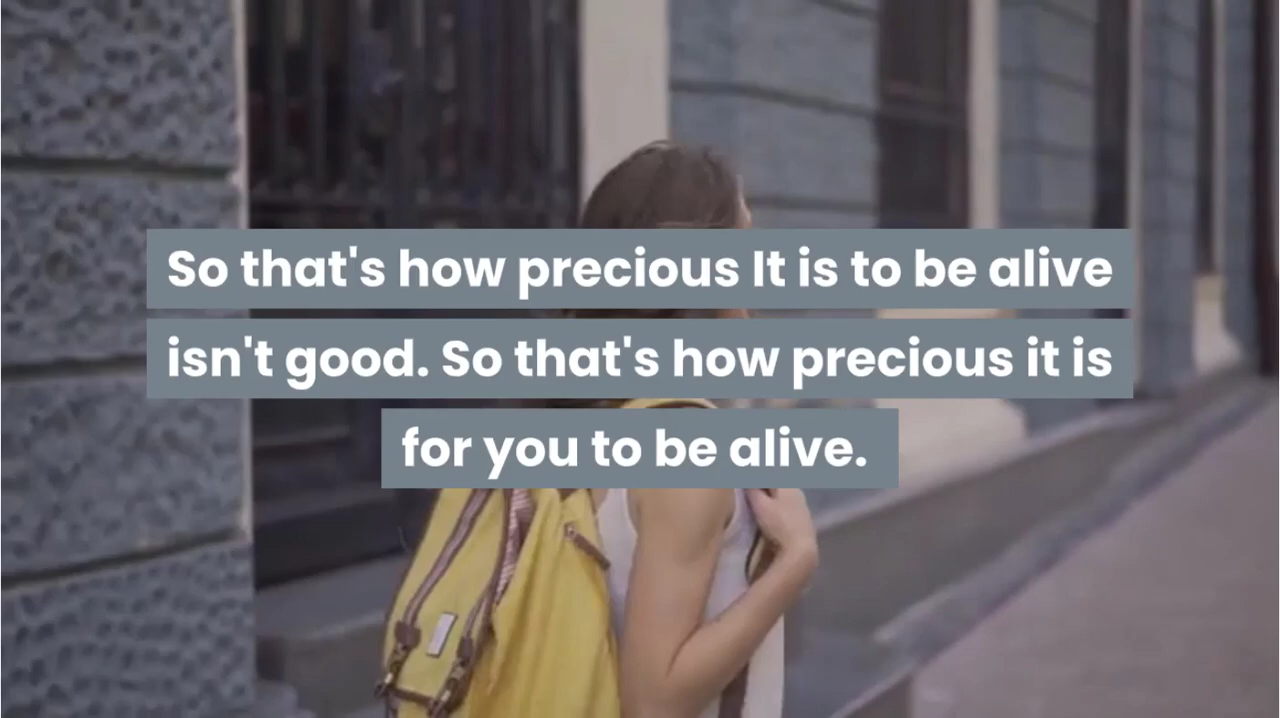 So that's how precious It is to be alive
isn't good. So that's how precious it is
for you to be alive.